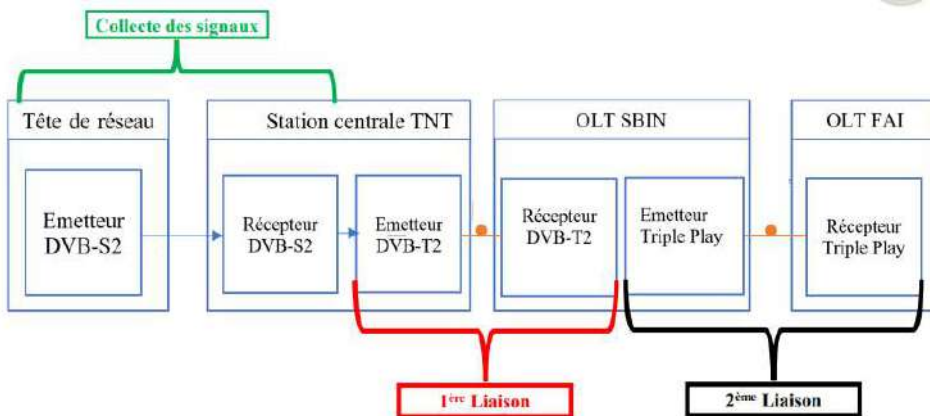 Collecte des signaux
Tête de réseau
Station centrale TNT
OLT SBIN
OLT FAI
Emetteur
DVB-S2
Récepteur
DVB-S2
Emetteur
DVB-T2
Récepteur
DVB-T2
Emetteur
Triple Play
Récepteur
Triple Play
1ère Liaison
2ème Liaison